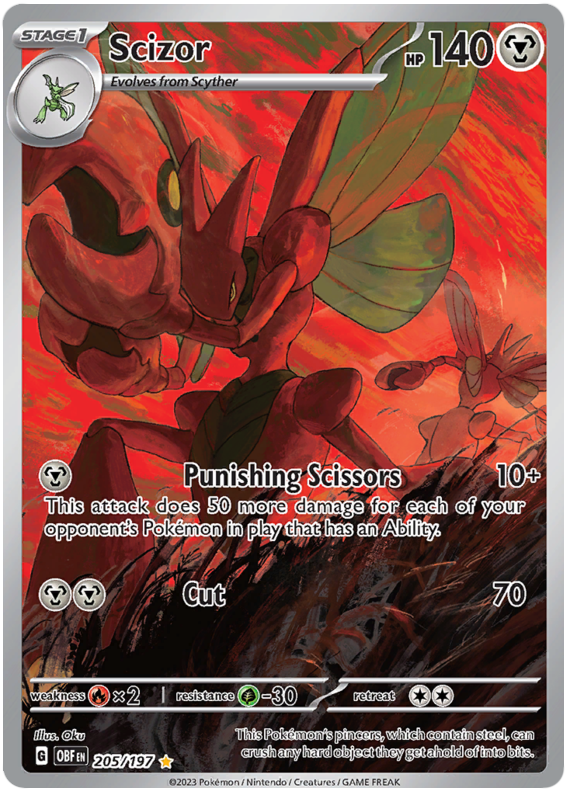 STAGE1
Scizor
HP 140
Evolves from Scyther
Punishing Scissors 10+
This attack does 50 more damage for each of your
opponent's Pokémon in play that has an Ability.
Cut 70
weakness ×2 resistance -30 retreat
Illus. Oku
G OBF EN 205/197
This Pokémon's pincers, which contain steel, can
crush any hard object they get ahold of into bits.
©2023 Pokémon / Nintendo / Creatures / GAME FREAK